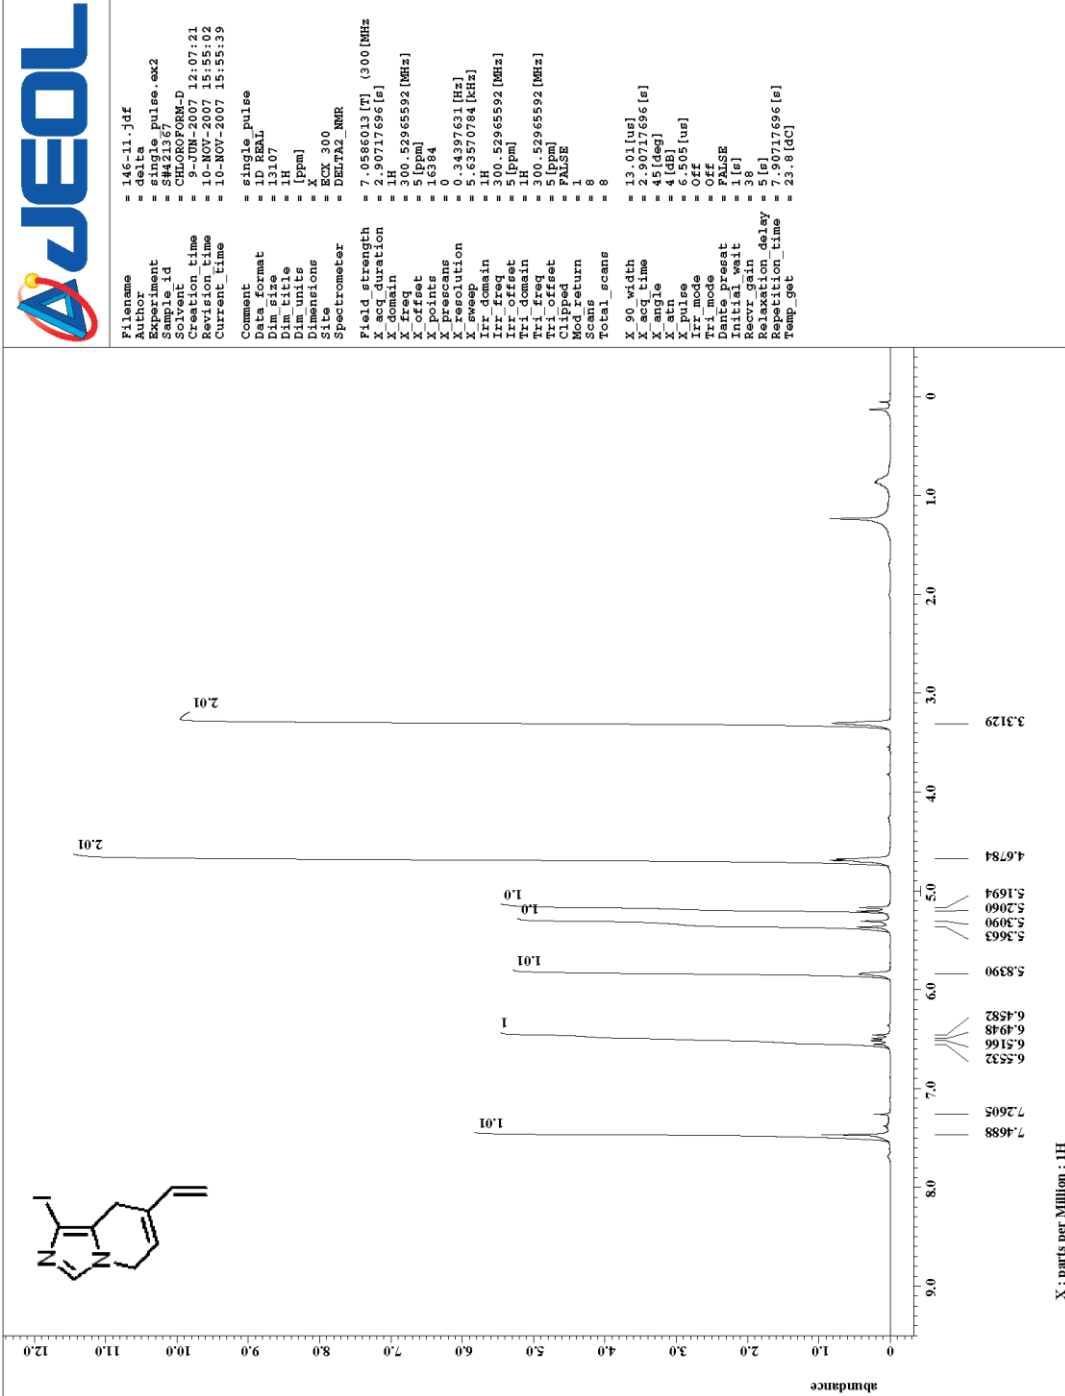 JEOL
Filename = 146-11.jdf
Author = delta
Experiment = single_pulse.ex2
Sample_id = S#421367
Solvent = CHLOROFORM-D
Creation_time = 9-JUN-2007 12:07:21
Revision_time = 10-NOV-2007 15:55:02
Current_time = 10-NOV-2007 15:55:39
Comment = single_pulse
Data_format = 1D REAL
Dim_size = 13107
Dim_title = 1H
Dim_units = [ppm]
Dimensions = X
Site = ECX 300
Spectrometer = DELTA2_NMR
Field_strength = 7.0586013[T] (300[MHz
X_acq_duration = 2.90717696[s]
X_domain = 1H
X_freq = 300.52965592[MHz]
X_offset = 5[ppm]
X_points = 16384
X_prescans = 0
X_resolution = 0.34397631[Hz]
X_sweep = 5.63570784[kHz]
Irr_domain = 1H
Irr_freq = 300.52965592[MHz]
Irr_offset = 5[ppm]
Tri_domain = 1H
Tri_freq = 300.52965592[MHz]
Tri_offset = 5[ppm]
Clipped = FALSE
Mod_return = 1
Scans = 8
Total_scans = 8
X_90_width = 13.01[us]
X_acq_time = 2.90717696[s]
X_angle = 45[deg]
X_atn = 4[dB]
X_pulse = 6.505[us]
Irr_mode = Off
Tri_mode = Off
Dante_presat = FALSE
Initial_wait = 1[s]
Recvr_gain = 38
Relaxation_delay = 5[s]
Repetition_time = 7.90717696[s]
Temp_get = 23.8[dC]
I
N
N
1.01
1
1.01
1.0
1.0
2.01
2.01
abundance
0 1.0 2.0 3.0 4.0 5.0 6.0 7.0 8.0 9.0 10.0 11.0 12.0
9.0 8.0 7.0 6.0 5.0 4.0 3.0 2.0 1.0 0
7.4688
7.2605
6.5532
6.5166
6.4948
6.4582
5.8390
5.3663
5.3090
5.2060
5.1694
4.6784
3.3129
X : parts per Million : 1H